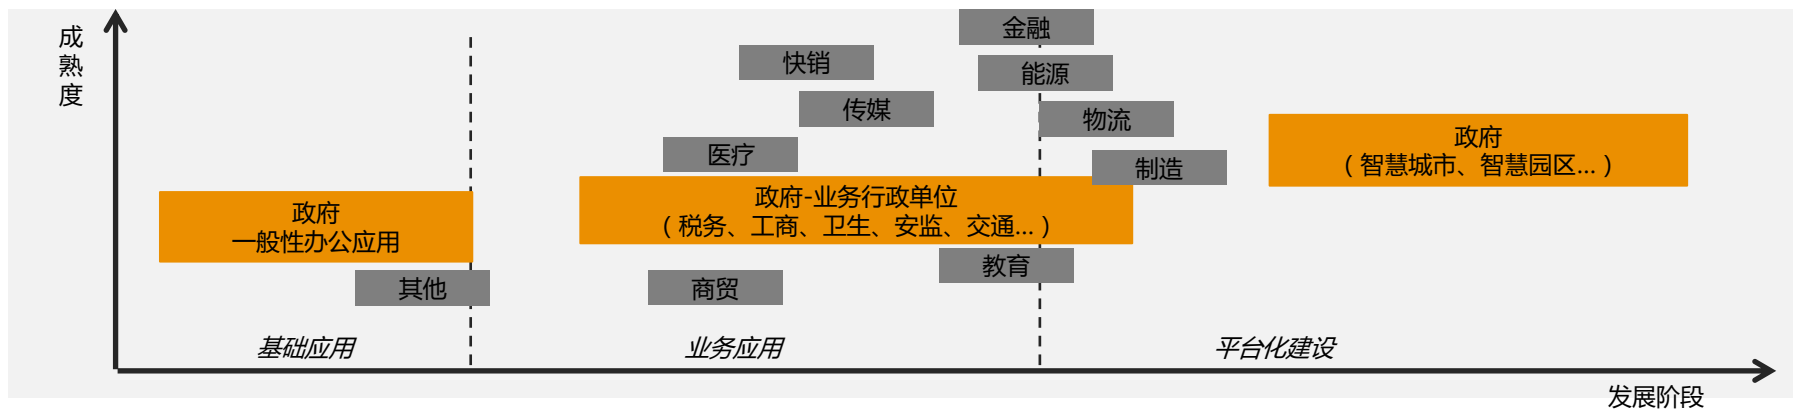 成熟度
金融
快销
能源
传媒
物流
医疗
制造
政府
（智慧城市、智慧园区...）
政府-业务行政单位
（税务、工商、卫生、安监、交通...）
政府
一般性办公应用
教育
其他
商贸
基础应用
业务应用
平台化建设
发展阶段